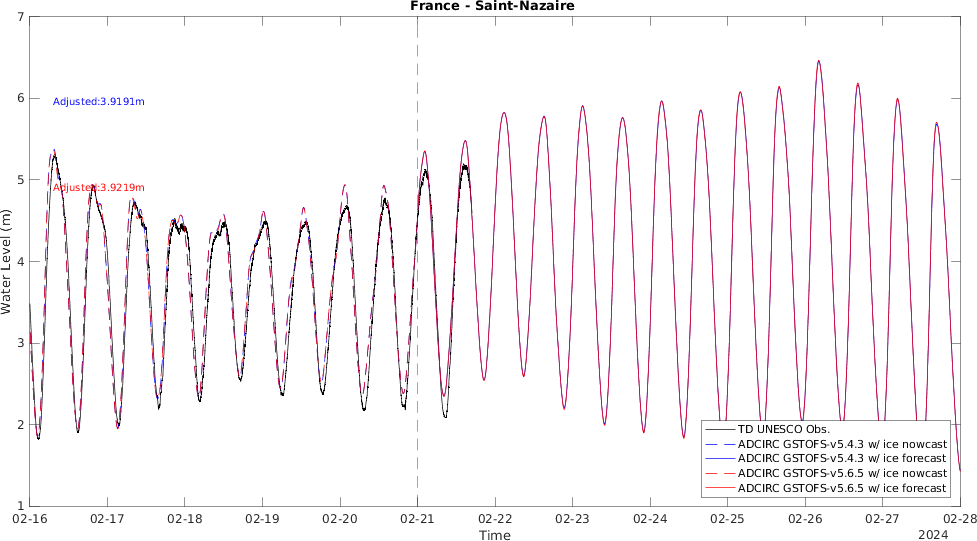 France - Saint-Nazaire
7
6
5
4
3
2
1
Water Level (m)
Adjusted:3.9191m
Adjusted:3.9219m
TD UNESCO Obs.
ADCIRC GSTOFS-v5.4.3 w/ ice nowcast
ADCIRC GSTOFS-v5.4.3 w/ ice forecast
ADCIRC GSTOFS-v5.6.5 w/ ice nowcast
ADCIRC GSTOFS-v5.6.5 w/ ice forecast
02-16 02-17 02-18 02-19 02-20 02-21 02-22 02-23 02-24 02-25 02-26 02-27 02-28
Time
2024